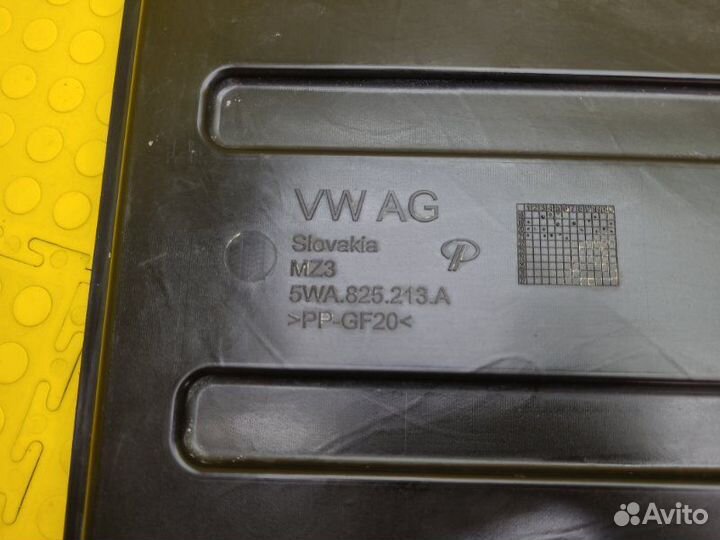 VW AG
Slovakia
MZ3
5WA.825.213.A
>PP-GF20<
Avito